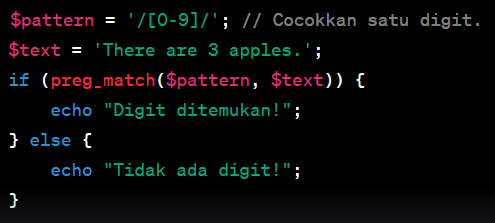 $pattern = '/[0-9]/'; // Cocokkan satu digit.
$text = 'There are 3 apples.';
if (preg_match($pattern, $text)) {
    echo "Digit ditemukan!";
} else {
    echo "Tidak ada digit!";
}